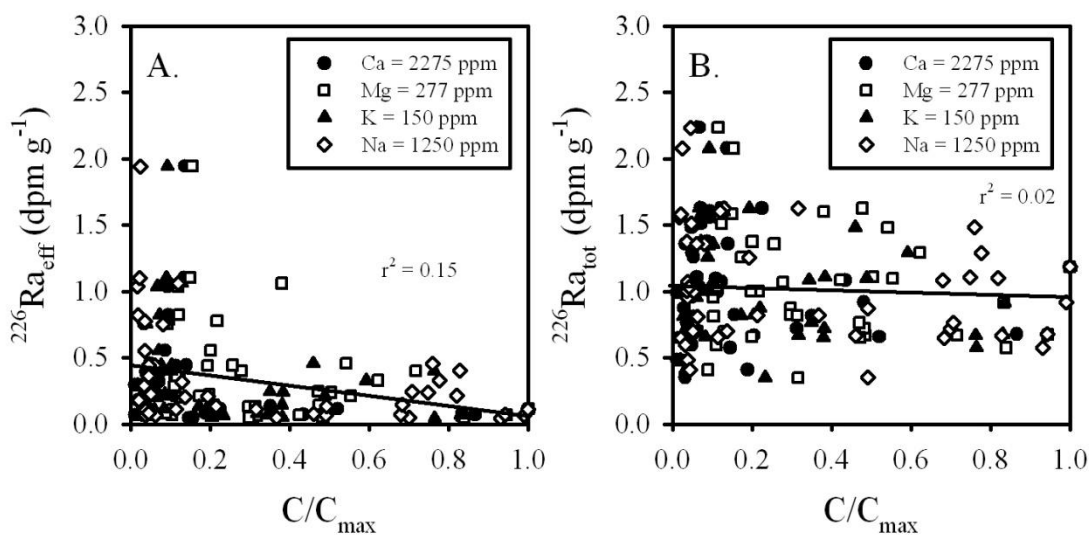 A.
Ca = 2275 ppm
Mg = 277 ppm
K = 150 ppm
Na = 1250 ppm
r² = 0.15
²²⁶Ra_eff (dpm g⁻¹)
3.0
2.5
2.0
1.5
1.0
0.5
0.0
0.0 0.2 0.4 0.6 0.8 1.0
C/C_max
B.
Ca = 2275 ppm
Mg = 277 ppm
K = 150 ppm
Na = 1250 ppm
r² = 0.02
²²⁶Ra_tot (dpm g⁻¹)
3.0
2.5
2.0
1.5
1.0
0.5
0.0
0.0 0.2 0.4 0.6 0.8 1.0
C/C_max